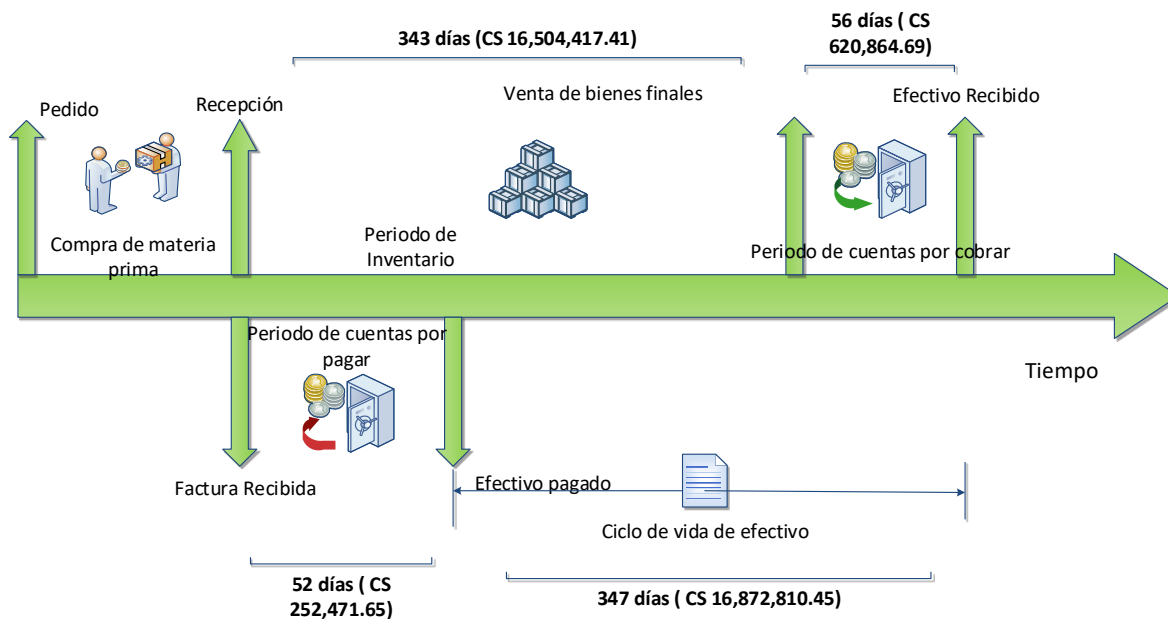 343 días (CS 16,504,417.41)
56 días ( CS
620,864.69)
Pedido
Recepción
Venta de bienes finales
Efectivo Recibido
Compra de materia
prima
Periodo de
Inventario
Periodo de cuentas por cobrar
Periodo de cuentas por
pagar
Tiempo
Factura Recibida
Efectivo pagado
Ciclo de vida de efectivo
52 días ( CS
252,471.65)
347 días ( CS 16,872,810.45)